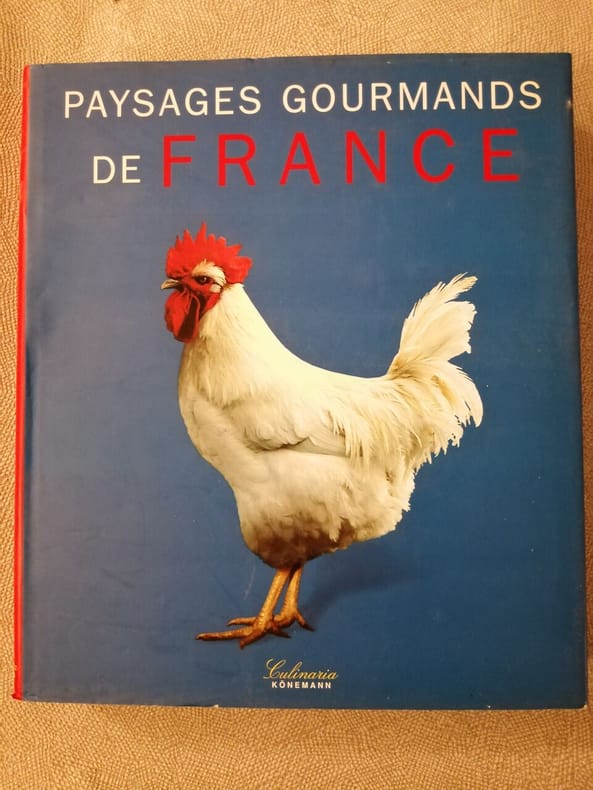 PAYSAGES GOURMANDS
DE FRANCE
Culinaria
KÖNEMANN